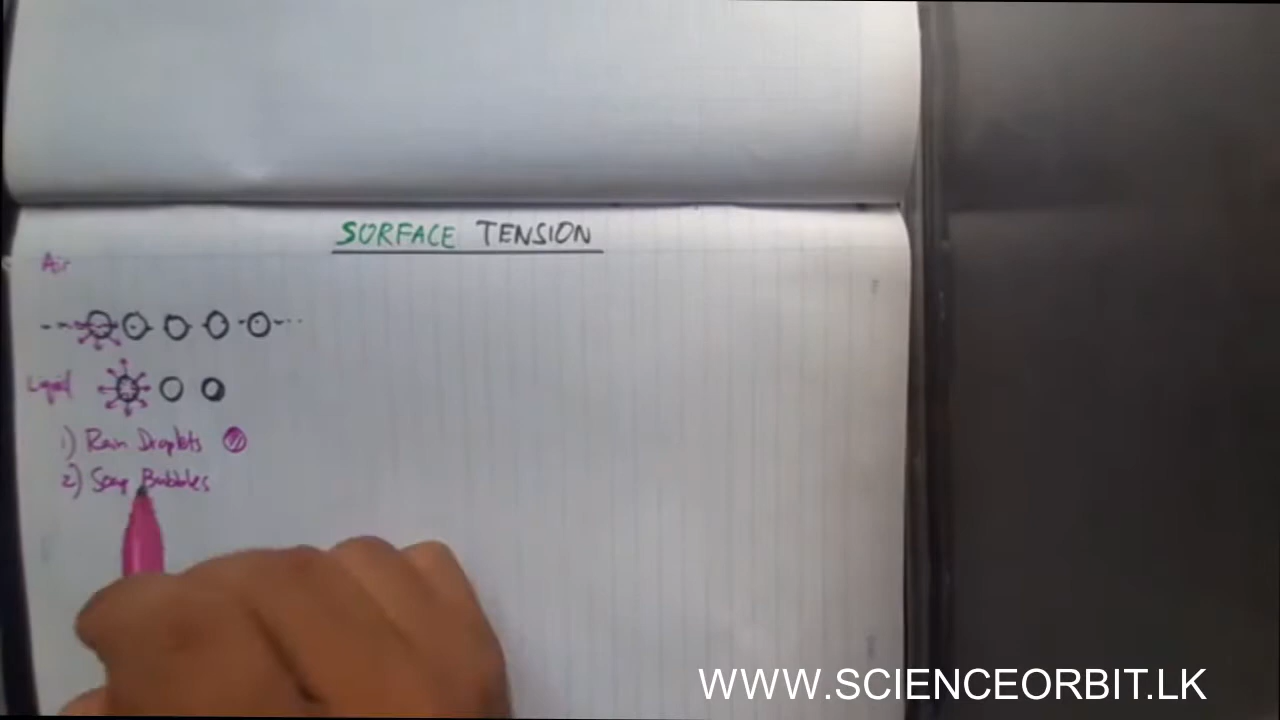 SURFACE TENSION
Air
Liquid
1) Rain Droplets
2) Soap Bubbles
WWW.SCIENCEORBIT.LK